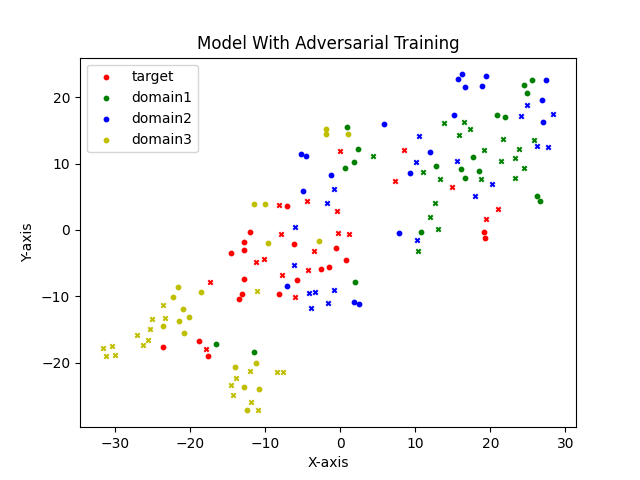 Model With Adversarial Training
target
domain1
domain2
domain3
Y-axis
20
10
0
−10
−20
−30
−20
−10
0
10
20
30
X-axis